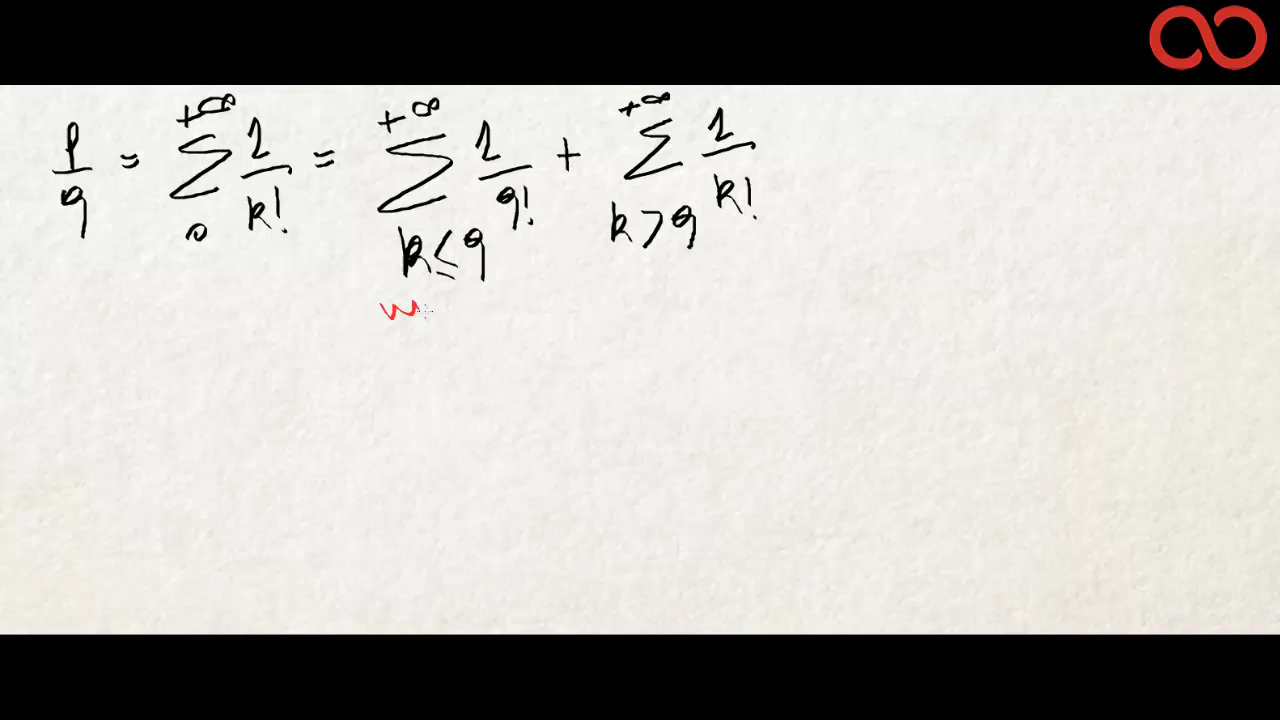 p/q = +∞ Σ 0 1/k! = +∞ Σ k≤q 1/q! + +∞ Σ k>q 1/k!